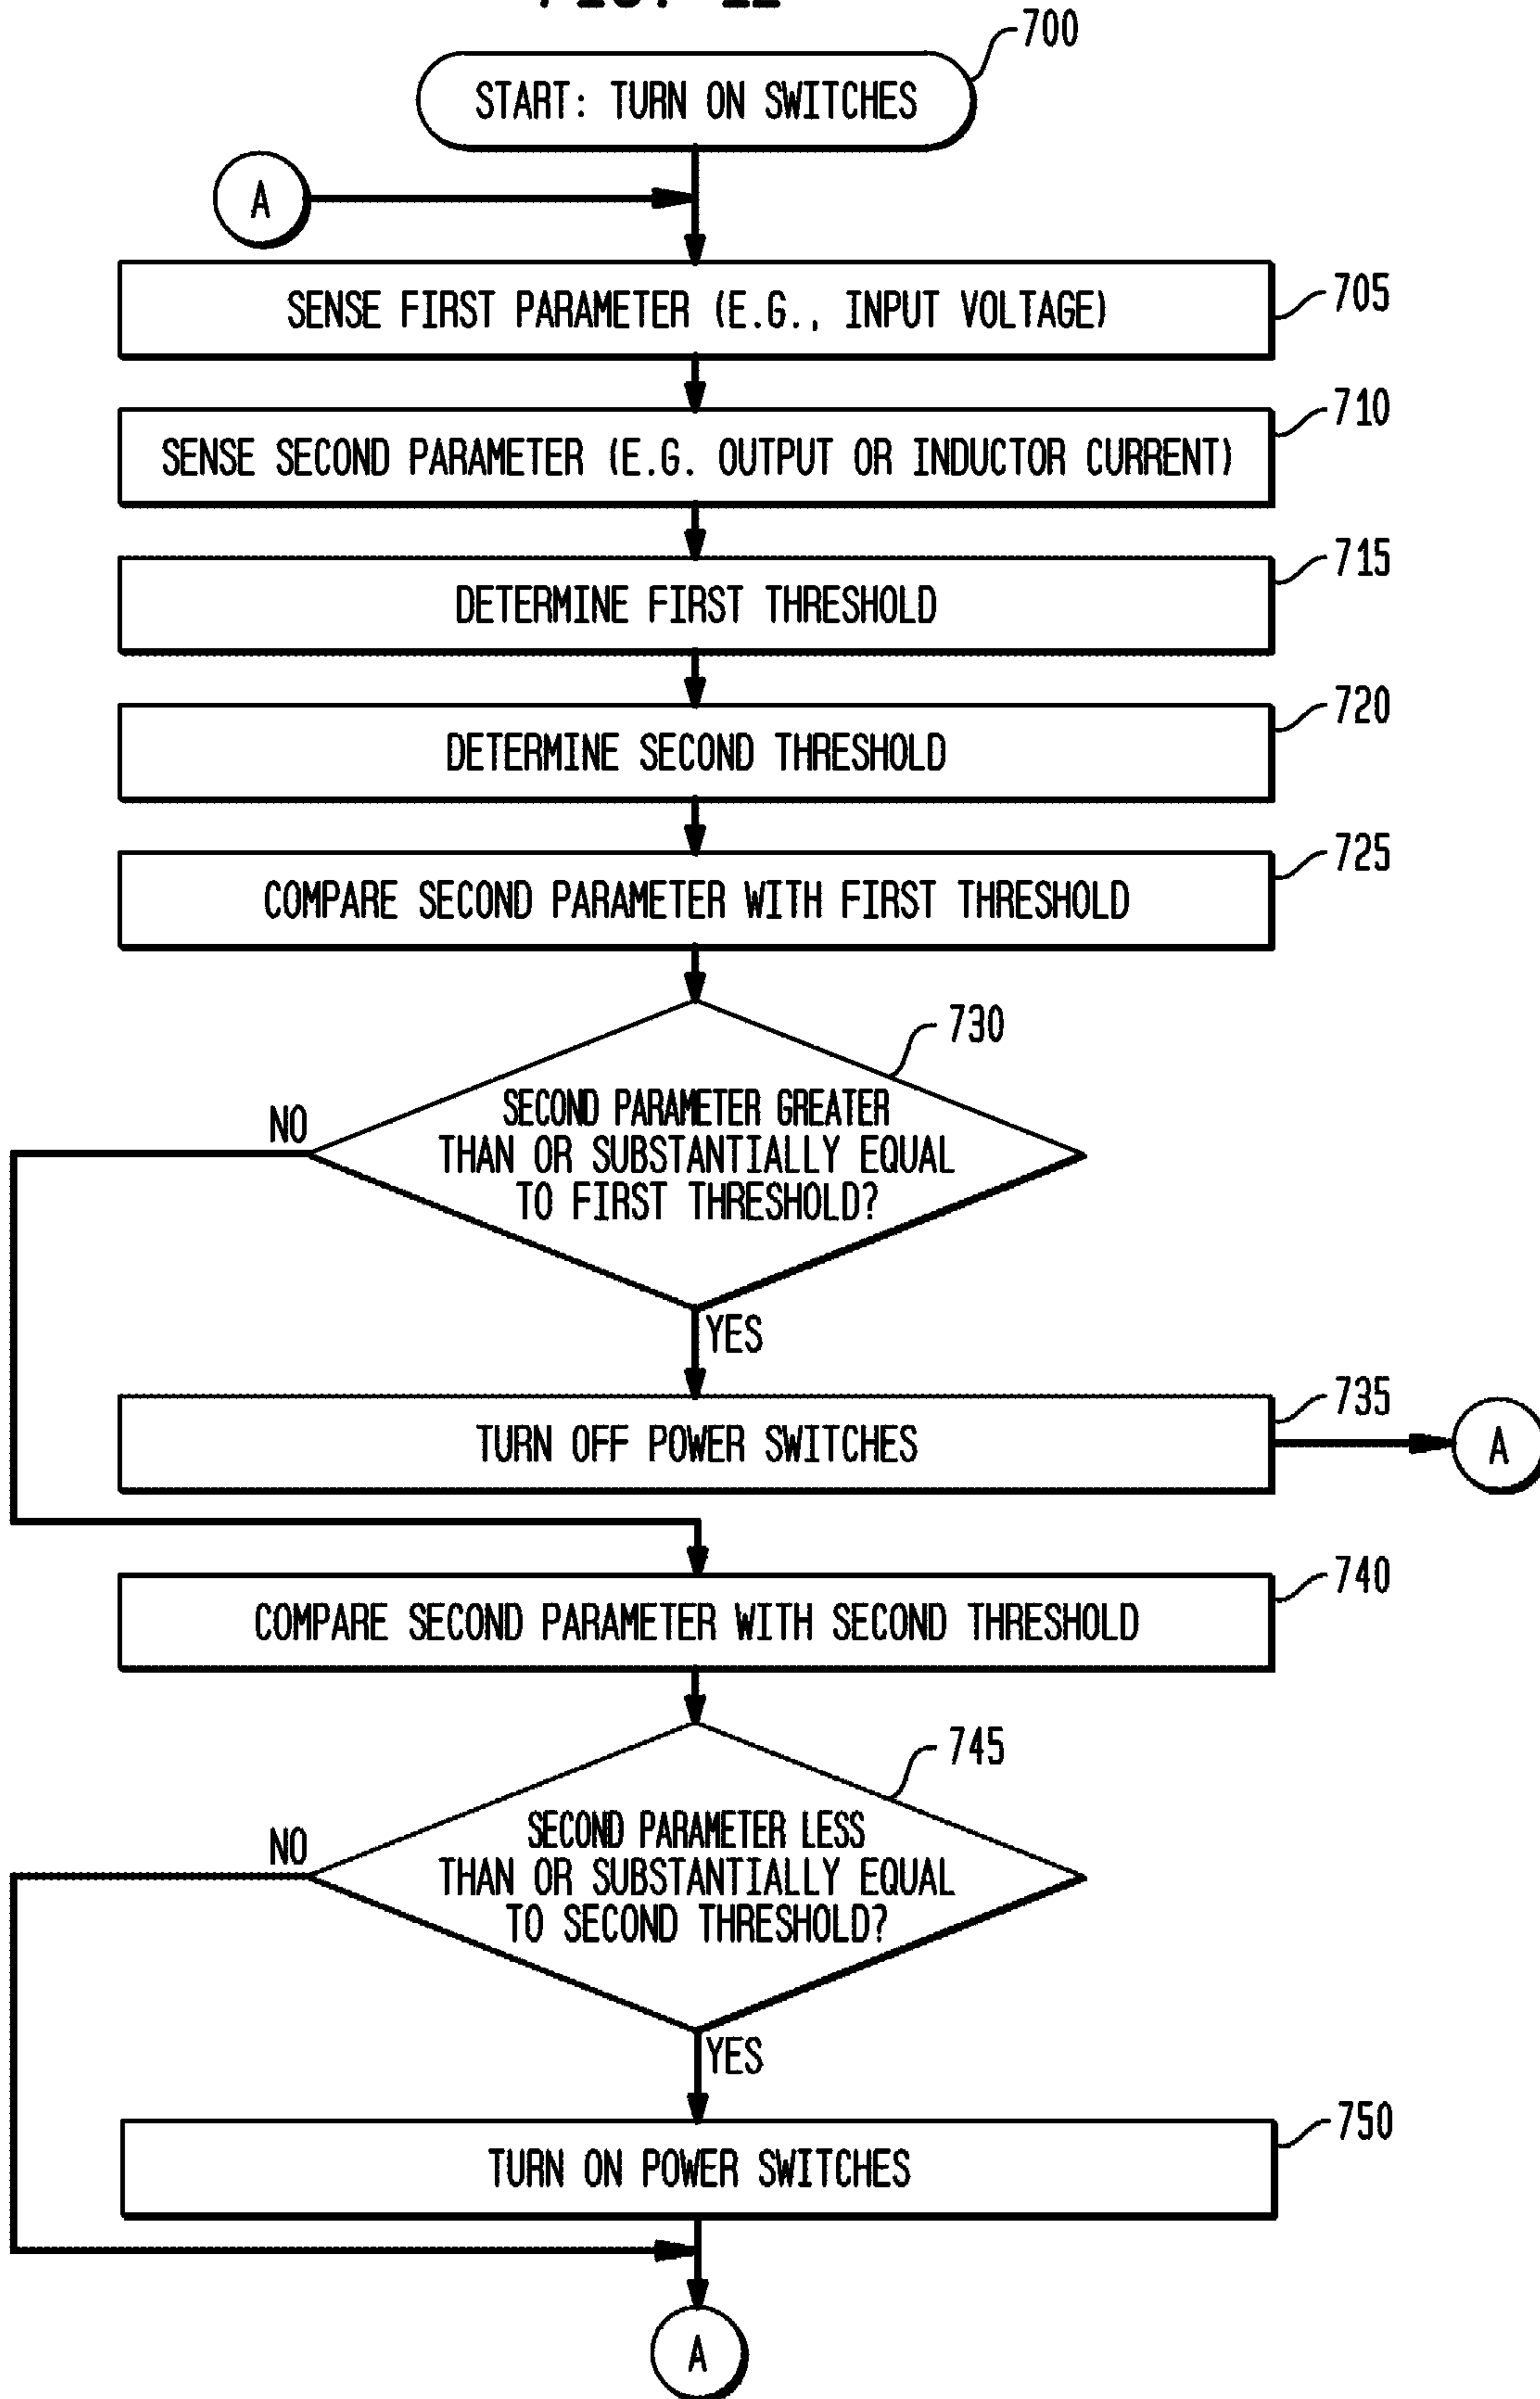 700
START: TURN ON SWITCHES
A
SENSE FIRST PARAMETER (E.G., INPUT VOLTAGE)
705
SENSE SECOND PARAMETER (E.G. OUTPUT OR INDUCTOR CURRENT)
710
DETERMINE FIRST THRESHOLD
715
DETERMINE SECOND THRESHOLD
720
COMPARE SECOND PARAMETER WITH FIRST THRESHOLD
725
730
NO
SECOND PARAMETER GREATER
THAN OR SUBSTANTIALLY EQUAL
TO FIRST THRESHOLD?
YES
TURN OFF POWER SWITCHES
735
A
COMPARE SECOND PARAMETER WITH SECOND THRESHOLD
740
745
NO
SECOND PARAMETER LESS
THAN OR SUBSTANTIALLY EQUAL
TO SECOND THRESHOLD?
YES
TURN ON POWER SWITCHES
750
A